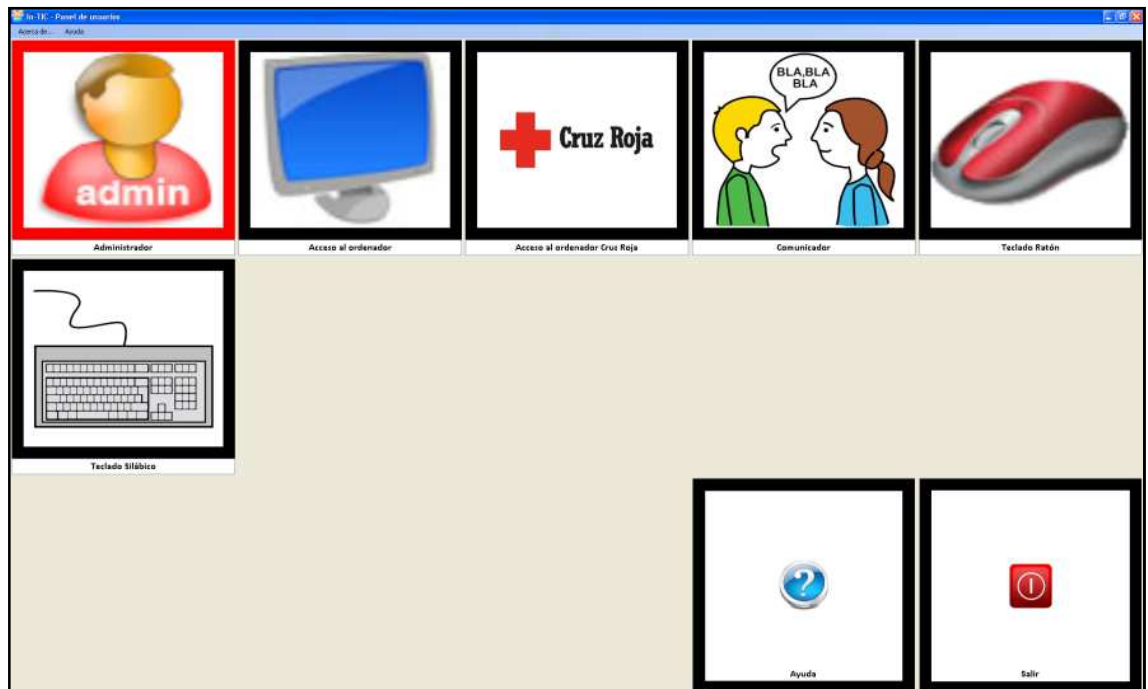 In-TIC - Panel de usuarios
Acerca de... Ayuda
admin
Cruz Roja
BLA,BLA
BLA
Administrador
Acceso al ordenador
Acceso al ordenador Cruz Roja
Comunicador
Teclado Ratón
Teclado Silábico
Ayuda
Salir